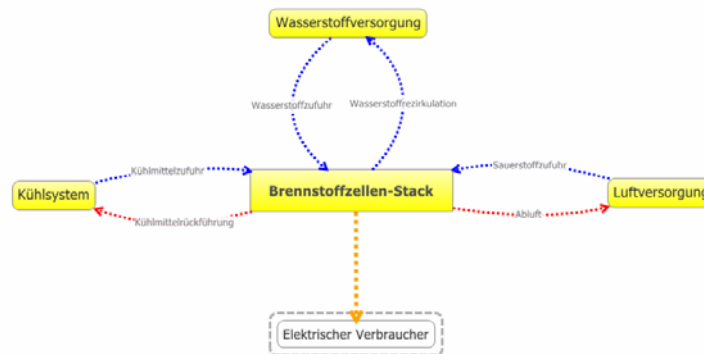 Wasserstoffversorgung
Wasserstoffzufuhr
Wasserstoffrezirkulation
Kühlmittelzufuhr
Sauerstoffzufuhr
Kühlsystem
Brennstoffzellen-Stack
Luftversorgung
Kühlmittelrückführung
Abluft
Elektrischer Verbraucher